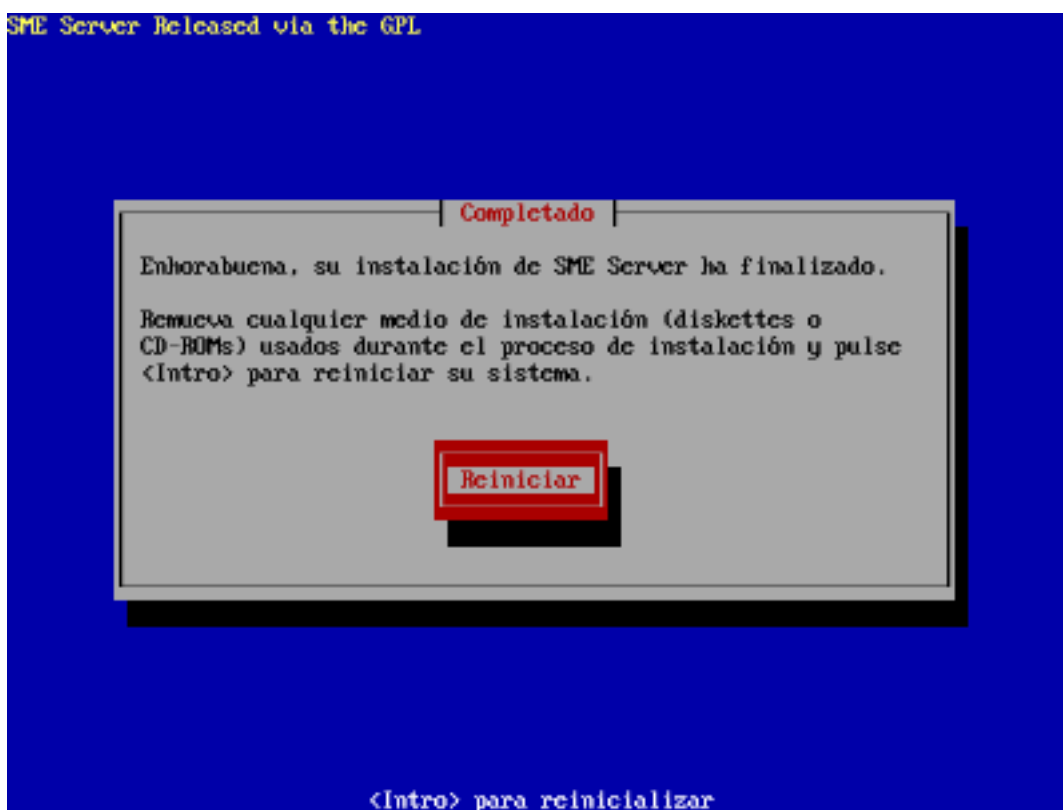 SME Server Released via the GPL
Completado
Enhorabuena, su instalación de SME Server ha finalizado.
Remueva cualquier medio de instalación (diskettes o
CD-ROMs) usados durante el proceso de instalación y pulse
<Intro> para reiniciar su sistema.
Reiniciar
<Intro> para reinicializar